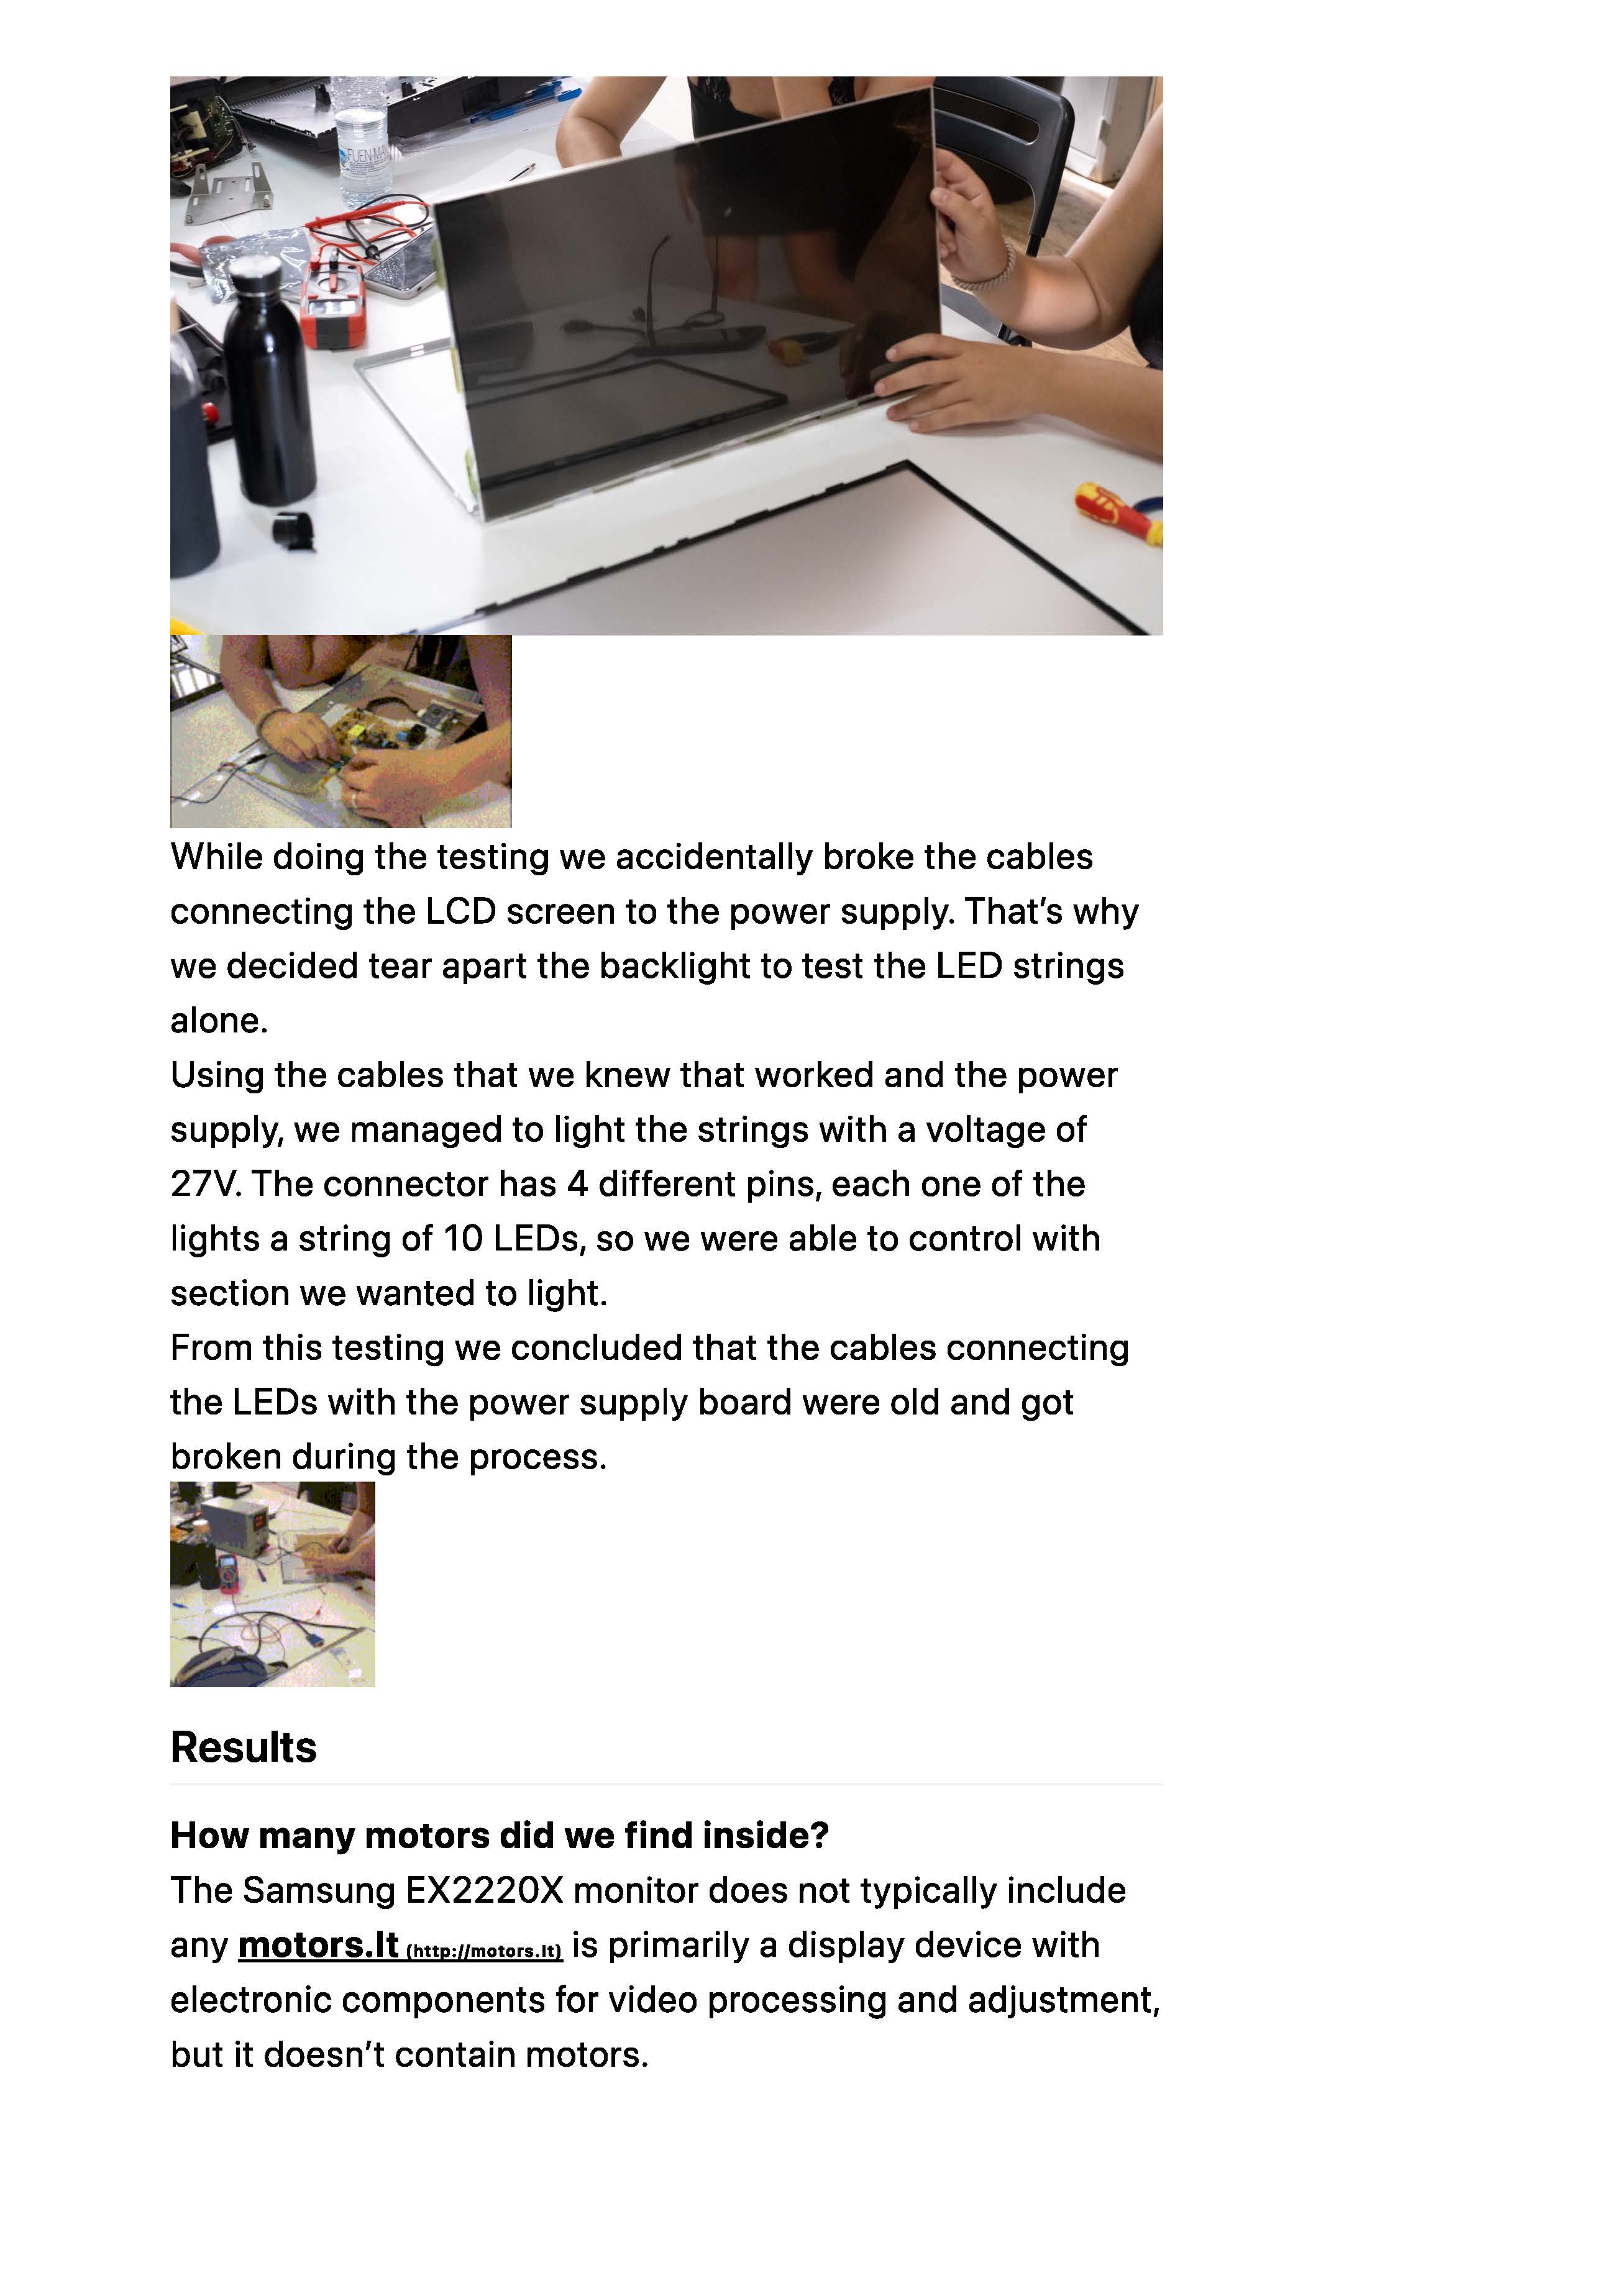 FUEN-MA
While doing the testing we accidentally broke the cables
connecting the LCD screen to the power supply. That’s why
we decided tear apart the backlight to test the LED strings
alone.
Using the cables that we knew that worked and the power
supply, we managed to light the strings with a voltage of
27V. The connector has 4 different pins, each one of the
lights a string of 10 LEDs, so we were able to control with
section we wanted to light.
From this testing we concluded that the cables connecting
the LEDs with the power supply board were old and got
broken during the process.
Results
How many motors did we find inside?
The Samsung EX2220X monitor does not typically include
any motors.It (http://motors.It) is primarily a display device with
electronic components for video processing and adjustment,
but it doesn’t contain motors.